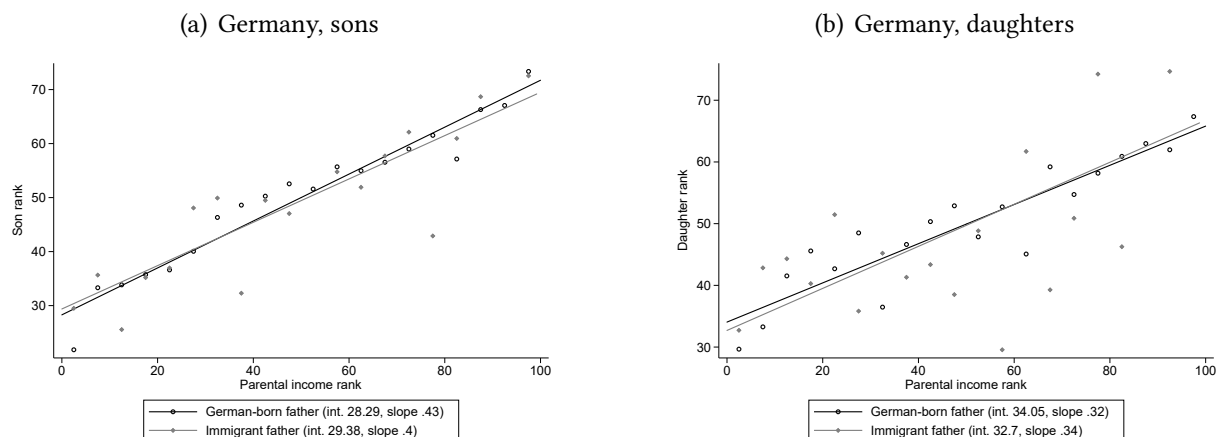 (a) Germany, sons
70
60
50
40
30
Son rank
0 20 40 60 80 100
Parental income rank
German-born father (int. 28.29, slope .43)
Immigrant father (int. 29.38, slope .4)
(b) Germany, daughters
70
60
50
40
30
Daughter rank
0 20 40 60 80 100
Parental income rank
German-born father (int. 34.05, slope .32)
Immigrant father (int. 32.7, slope .34)